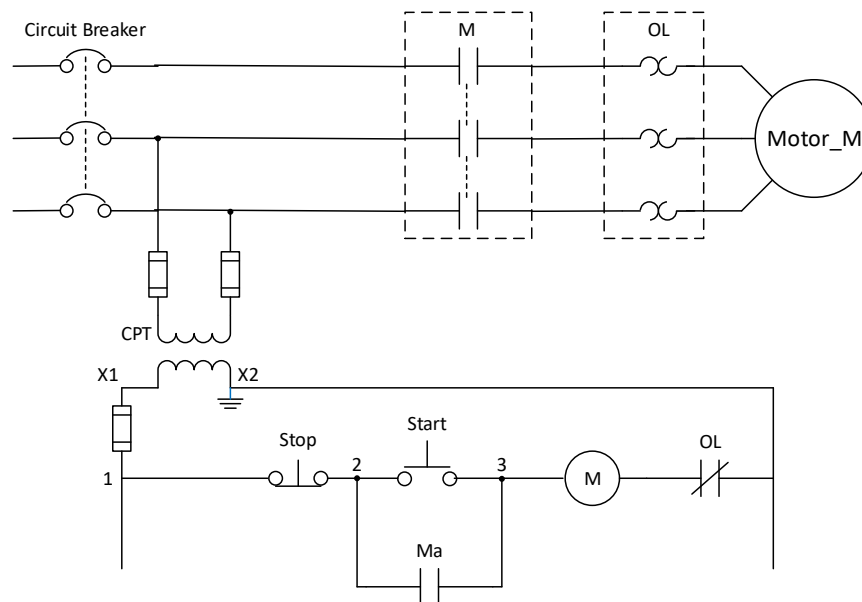 Circuit Breaker
M
OL
Motor_M
CPT
X1
X2
Stop
Start
OL
1
2
3
M
Ma